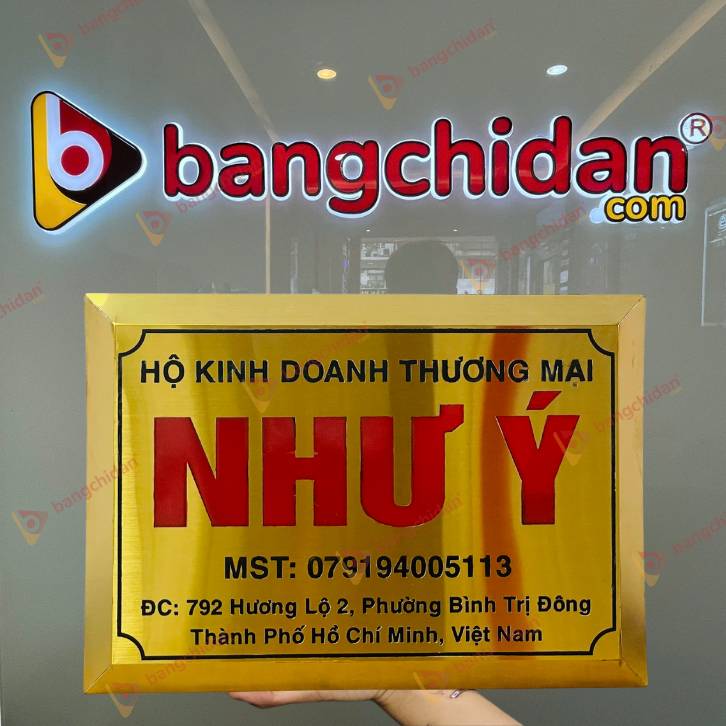 bangchidan®
com
HỘ KINH DOANH THƯƠNG MẠI
NHƯ Ý
MST: 079194005113
ĐC: 792 Hương Lộ 2, Phường Bình Trị Đông
Thành Phố Hồ Chí Minh, Việt Nam